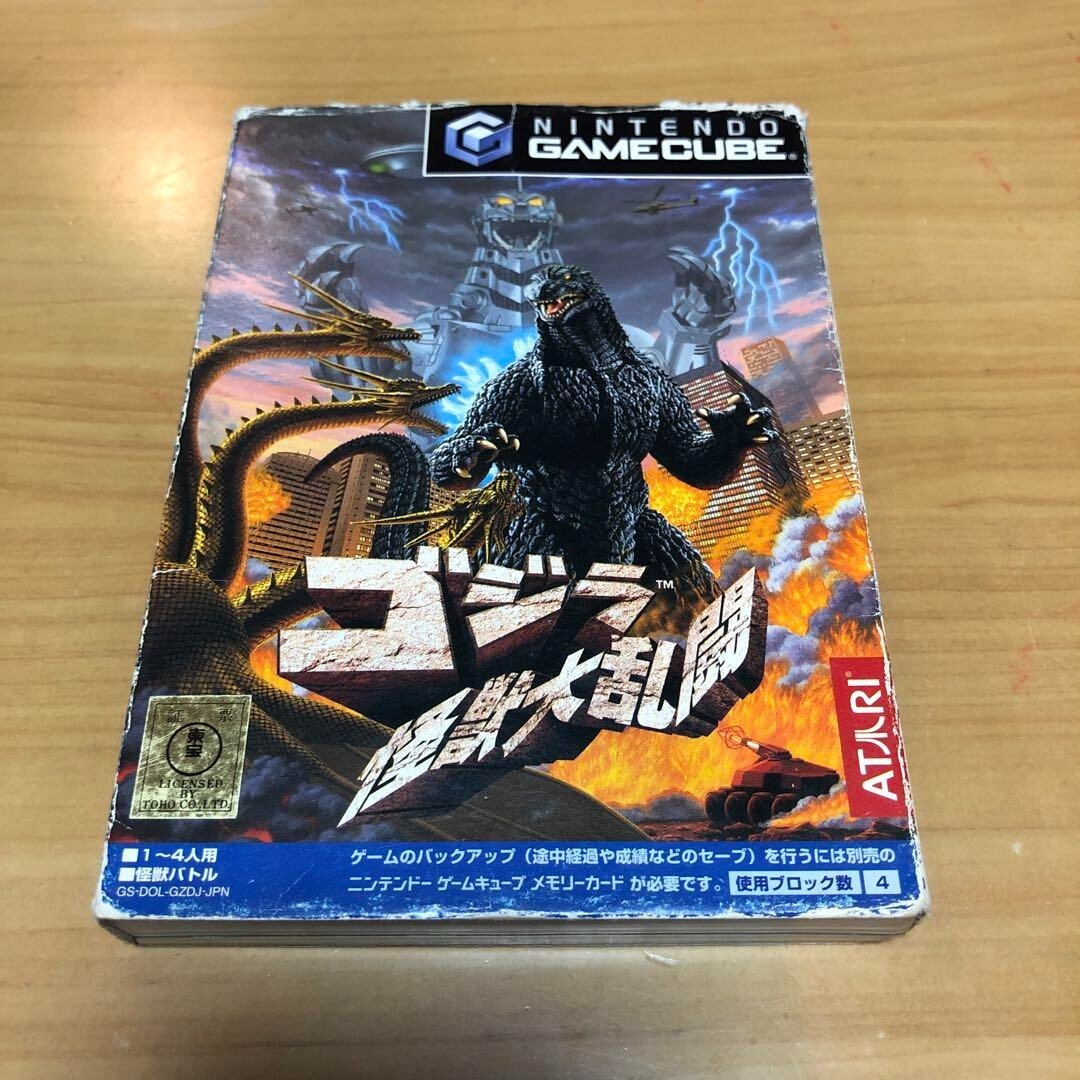 NINTENDO
GAMECUBE®
ゴジラ™
怪獣大乱闘
ATARI®
証 票
東宝
LICENSED
BY
TOHO CO.,LTD.
■1〜4人用
■怪獣バトル
GS-DOL-GZDJ-JPN
ゲームのバックアップ（途中経過や成績などのセーブ）を行うには別売の
ニンテンドー ゲームキューブ メモリーカード が必要です。 使用ブロック数 4